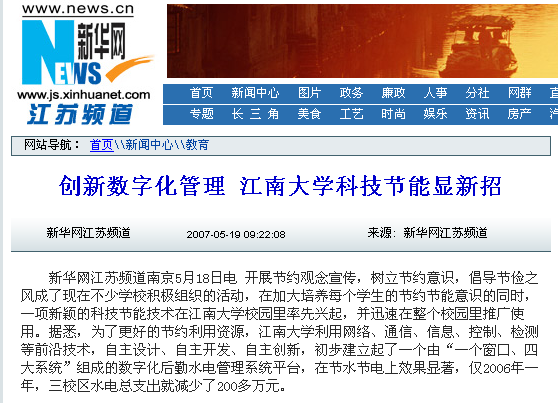 www.news.cn
NEWS 新华网
www.js.xinhuanet.com
江苏频道
首页 新闻中心 图片 政务 廉政 人事 分社 网群
专题 长三角 美食 工艺 时尚 娱乐 资讯 房产
网站导航： 首页\\新闻中心\\教育
创新数字化管理 江南大学科技节能显新招
新华网江苏频道 2007-05-19 09:22:08 来源：新华网江苏频道
新华网江苏频道南京5月18日电 开展节约观念宣传，树立节约意识，倡导节俭之
风成了现在不少学校积极组织的活动，在加大培养每个学生的节约节能意识的同时，
一项新颖的科技节能技术在江南大学校园里率先兴起，并迅速在整个校园里推广使
用。据悉，为了更好的节约利用资源，江南大学利用网络、通信、信息、控制、检测
等前沿技术，自主设计、自主开发、自主创新，初步建立起了一个由“一个窗口、四
大系统”组成的数字化后勤水电管理系统平台，在节水节电上效果显著，仅2006年一
年，三校区水电总支出就减少了200多万元。